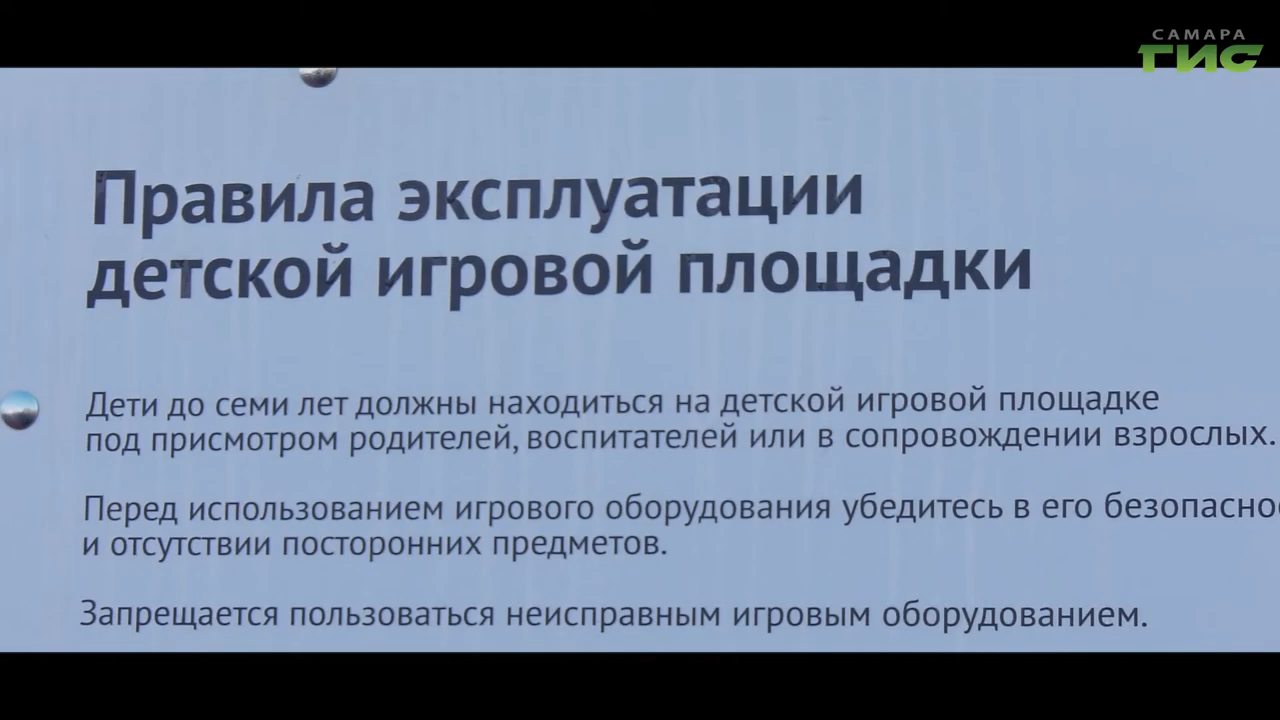 САМАРА
ГИС
Правила эксплуатации
детской игровой площадки
Дети до семи лет должны находиться на детской игровой площадке
под присмотром родителей, воспитателей или в сопровождении взрослых.
Перед использованием игрового оборудования убедитесь в его безопасно
и отсутствии посторонних предметов.
Запрещается пользоваться неисправным игровым оборудованием.